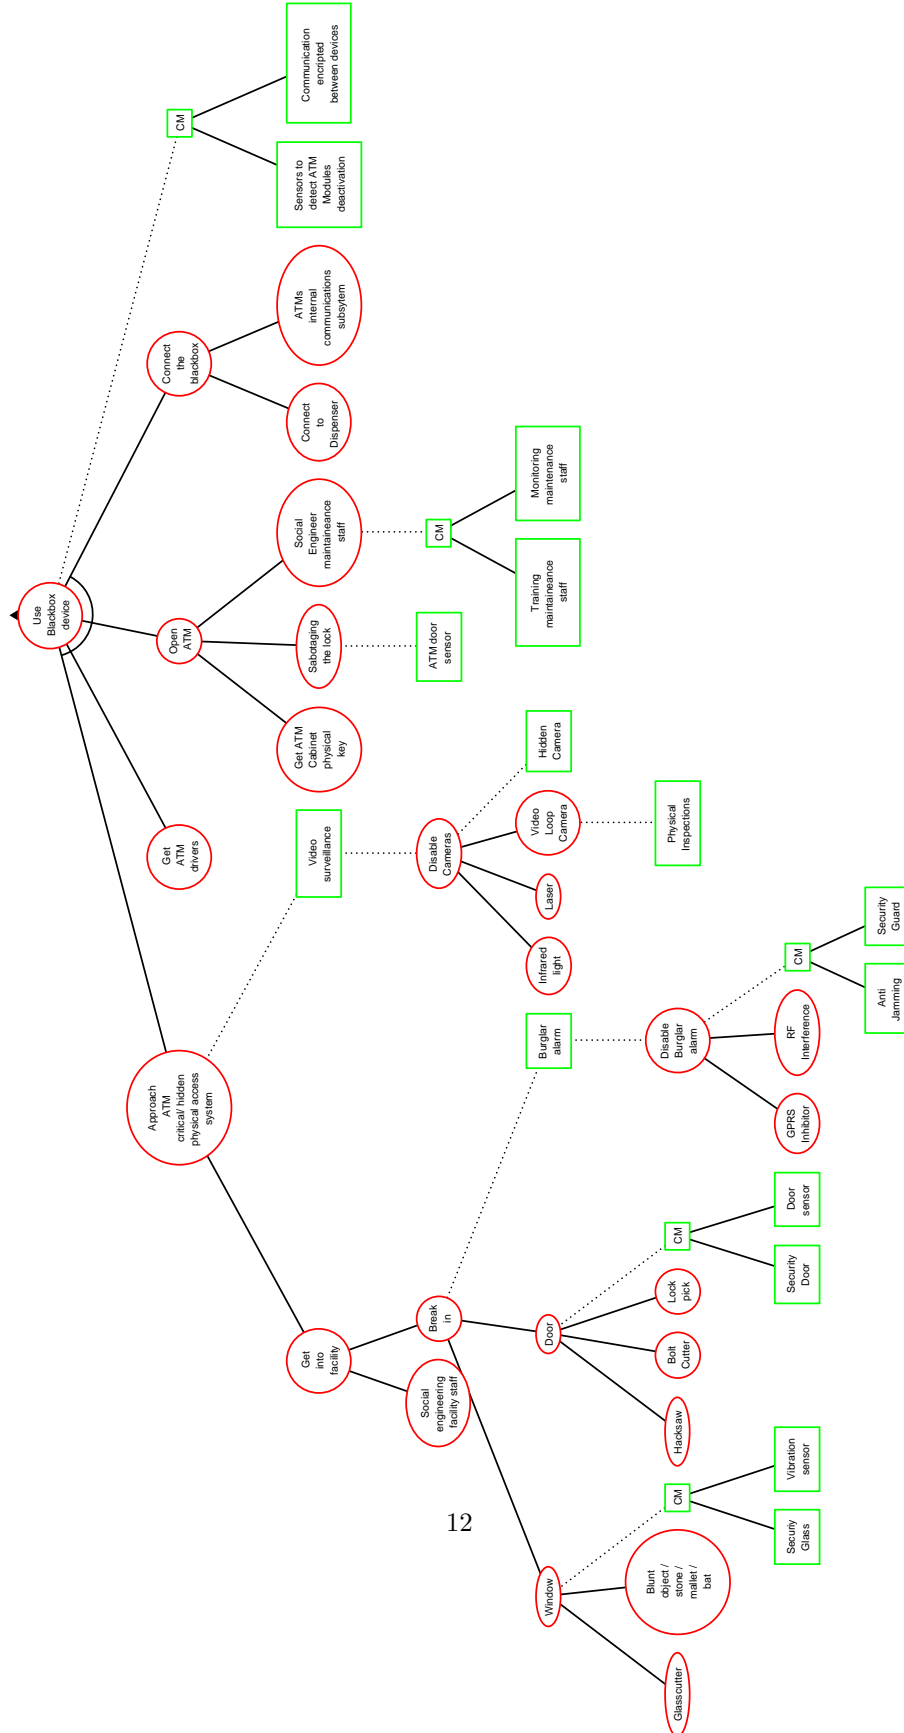 Use
Blackbox
device
Approach
ATM
critical/ hidden
physical access
system
Get
ATM
drivers
Open
ATM
Connect
the
blackbox
CM
Get
into
facility
Video
surveillance
Get ATM
Cabinet
physical
key
Sabotaging
the lock
Social
Engineer
maintaineance
staff
Connect
to
Dispenser
ATMs
internal
communications
subsytem
Sensors to
detect ATM
Modules
deactivation
Communication
encripted
between devices
Social
engineering
facility staff
Break
in
Disable
Cameras
ATM door
sensor
CM
Window
Door
Burglar
alarm
Infrared
light
Laser
Video
Loop
Camera
Hidden
Camera
Training
maintaineance
staff
Monitoring
maintenance
staff
Glasscutter
Blunt
object /
stone /
mallet /
bat
CM
Hacksaw
Bolt
Cutter
Lock
pick
CM
Disable
Burglar
alarm
Physical
Inspections
Securiy
Glass
Vibration
sensor
Security
Door
Door
sensor
GPRS
Inhibitor
RF
Interference
CM
Anti
Jamming
Security
Guard
12